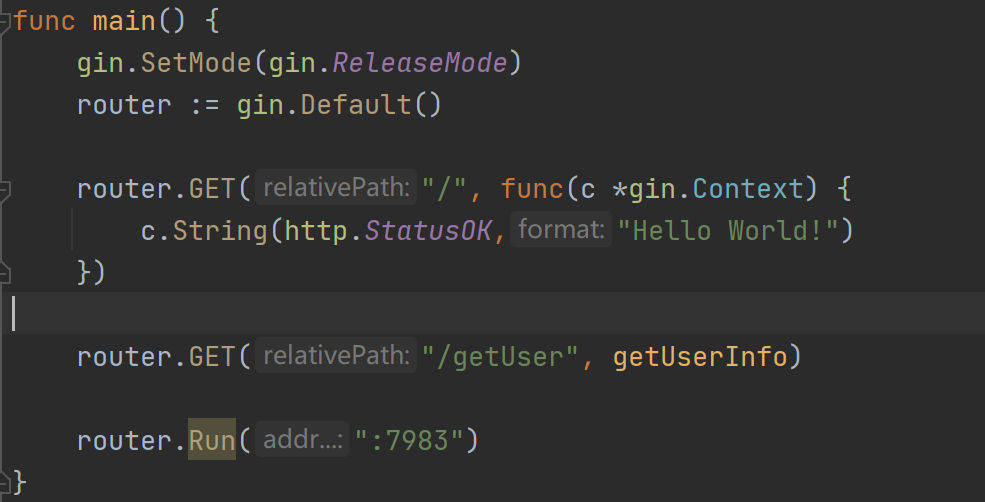 func main() {
    gin.SetMode(gin.ReleaseMode)
    router := gin.Default()

    router.GET( relativePath: "/", func(c *gin.Context) {
        c.String(http.StatusOK, format: "Hello World!")
    })

    router.GET( relativePath: "/getUser", getUserInfo)

    router.Run( addr...: ":7983")
}